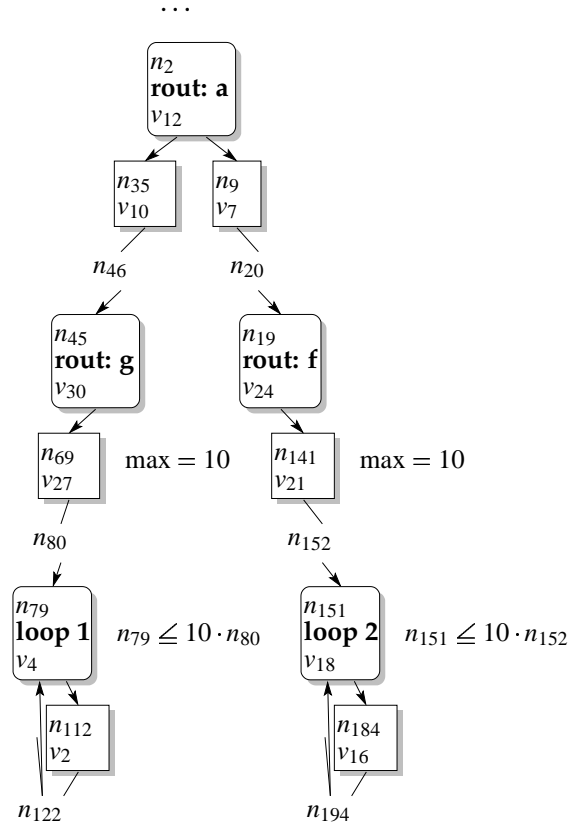 ...
n2
rout: a
v12
n35
v10
n9
v7
n46
n20
n45
rout: g
v30
n19
rout: f
v24
n69
v27
max = 10
n141
v21
max = 10
n80
n152
n79
loop 1
v4
n79 ≦ 10 · n80
n151
loop 2
v18
n151 ≦ 10 · n152
n112
v2
n184
v16
n122
n194